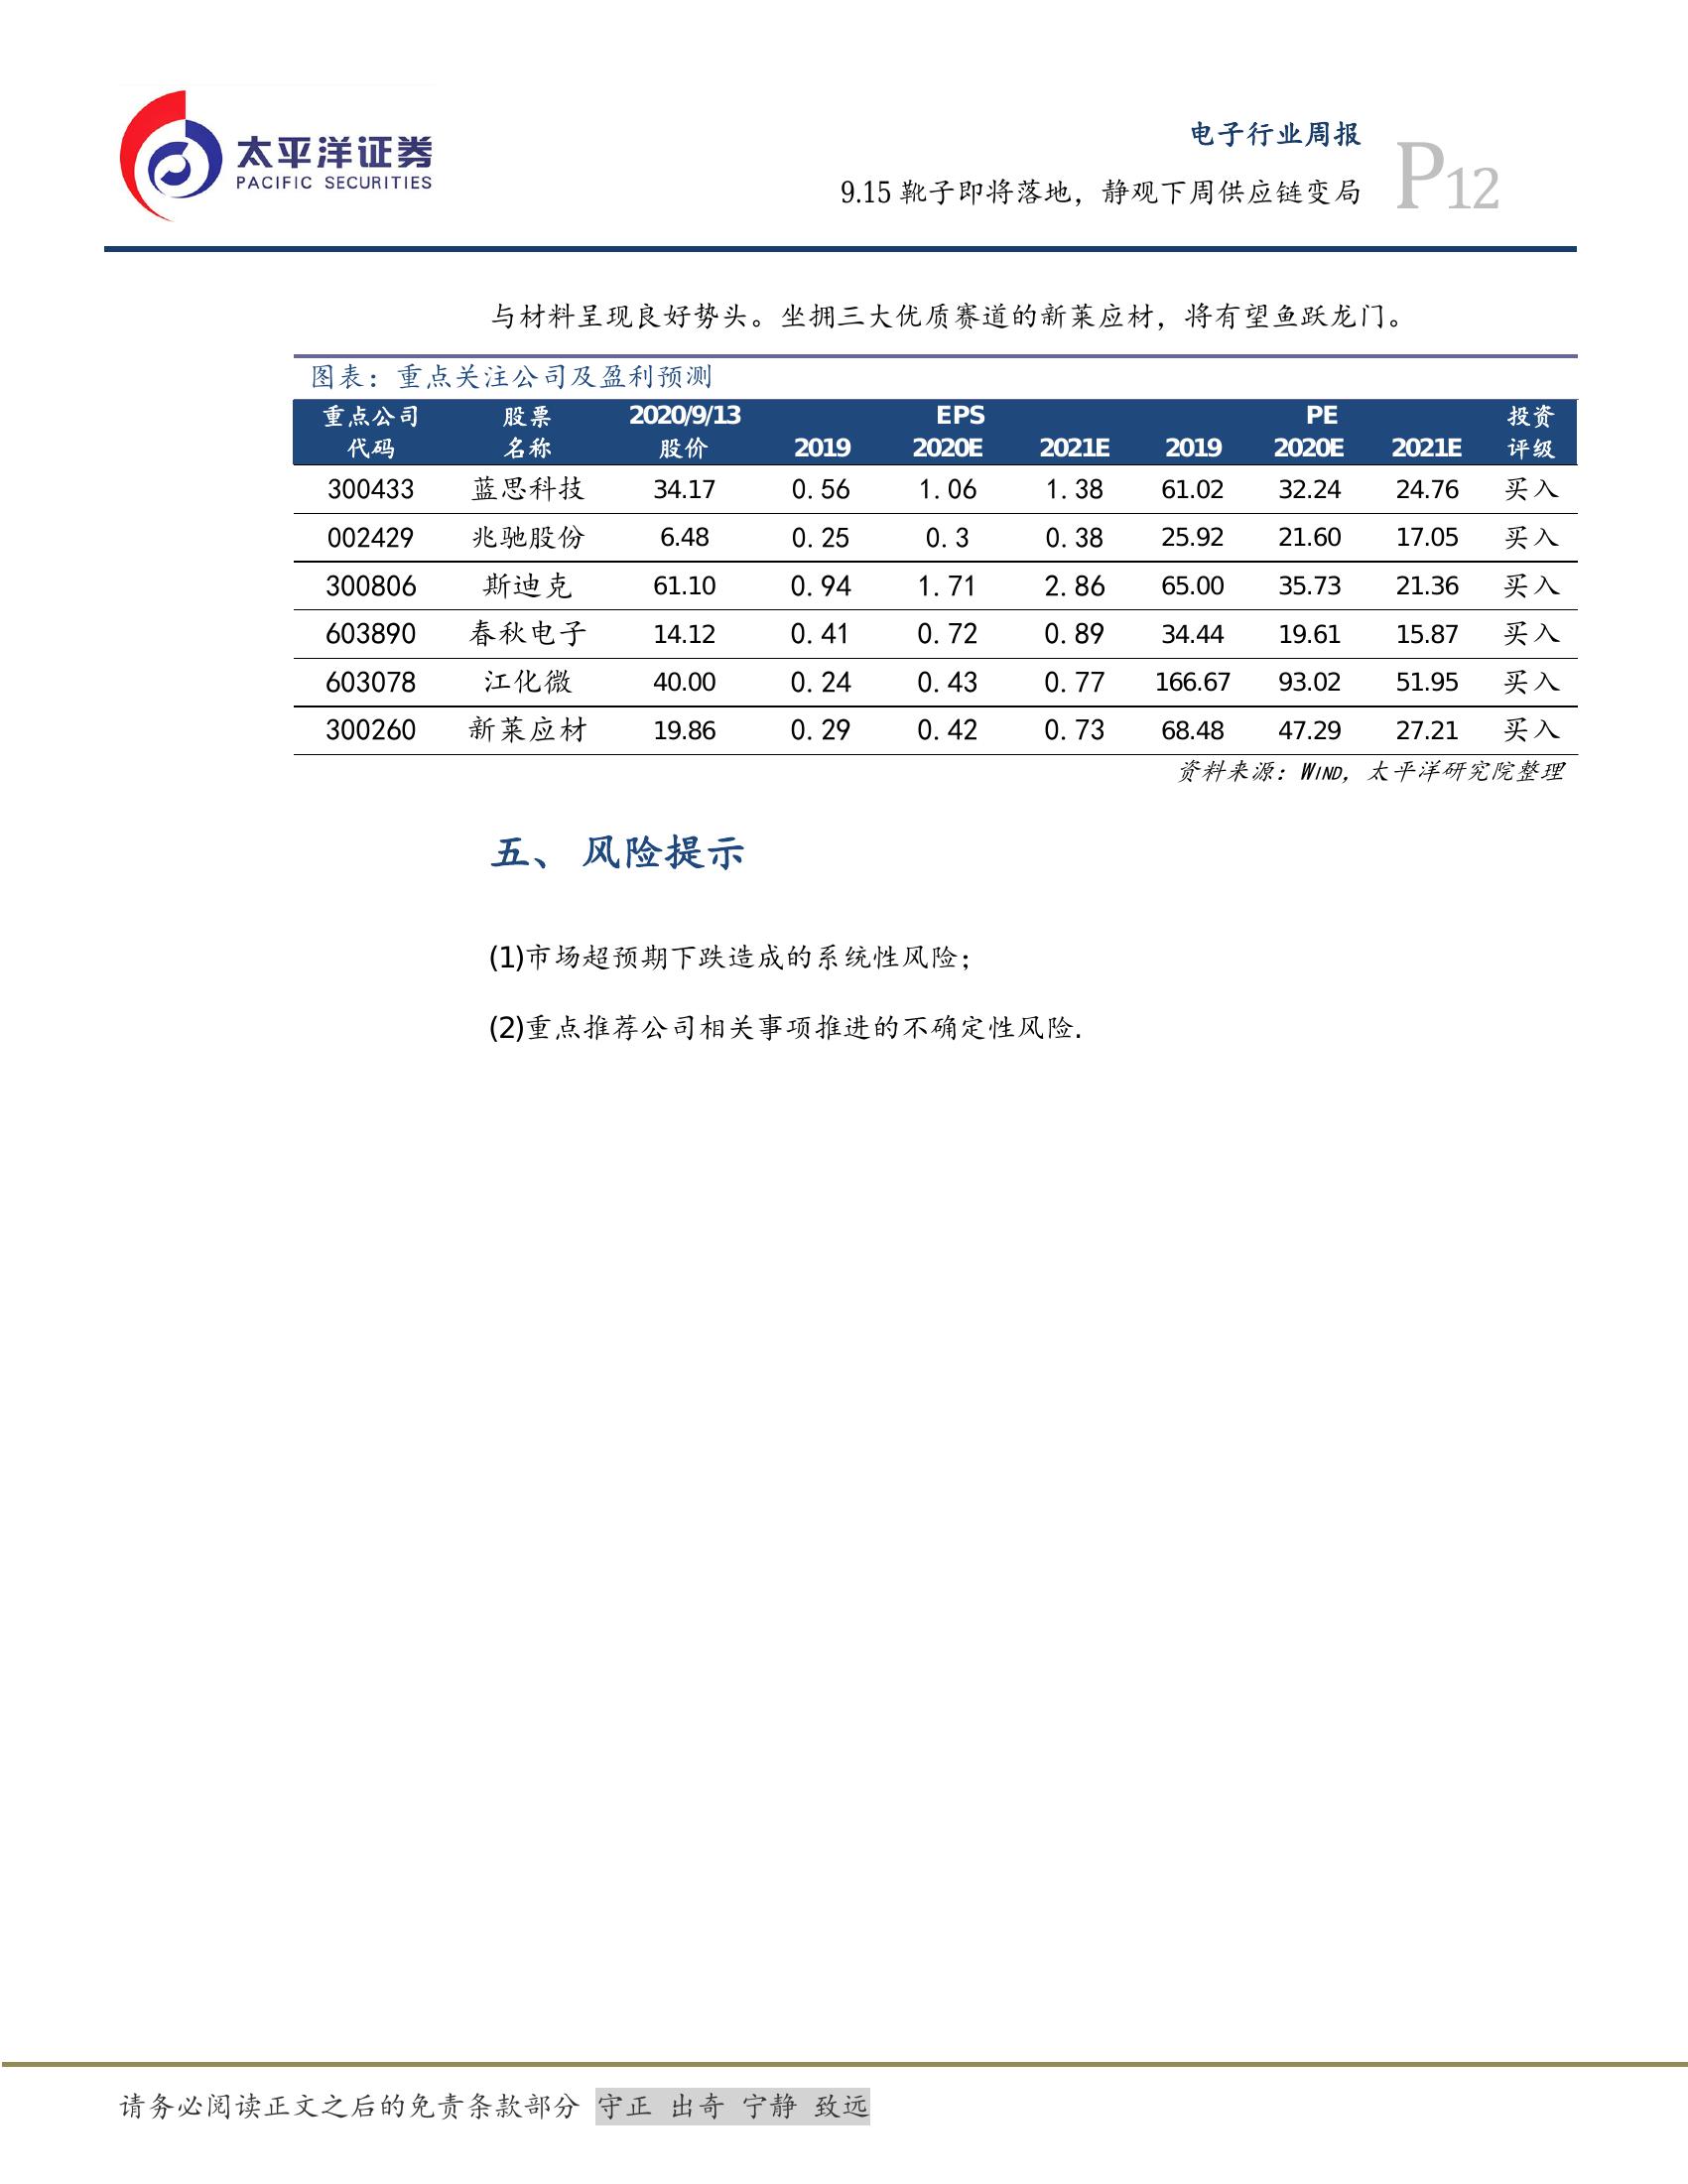 太平洋证券
PACIFIC SECURITIES
电子行业周报
9.15 靴子即将落地，静观下周供应链变局
P12
与材料呈现良好势头。坐拥三大优质赛道的新莱应材，将有望鱼跃龙门。
图表：重点关注公司及盈利预测
重点公司 股票 2020/9/13 EPS PE 投资
代码 名称 股价 2019 2020E 2021E 2019 2020E 2021E 评级
300433 蓝思科技 34.17 0.56 1.06 1.38 61.02 32.24 24.76 买入
002429 兆驰股份 6.48 0.25 0.3 0.38 25.92 21.60 17.05 买入
300806 斯迪克 61.10 0.94 1.71 2.86 65.00 35.73 21.36 买入
603890 春秋电子 14.12 0.41 0.72 0.89 34.44 19.61 15.87 买入
603078 江化微 40.00 0.24 0.43 0.77 166.67 93.02 51.95 买入
300260 新莱应材 19.86 0.29 0.42 0.73 68.48 47.29 27.21 买入
资料来源：WIND，太平洋研究院整理
五、 风险提示
(1)市场超预期下跌造成的系统性风险；
(2)重点推荐公司相关事项推进的不确定性风险.
请务必阅读正文之后的免责条款部分 守正 出奇 宁静 致远